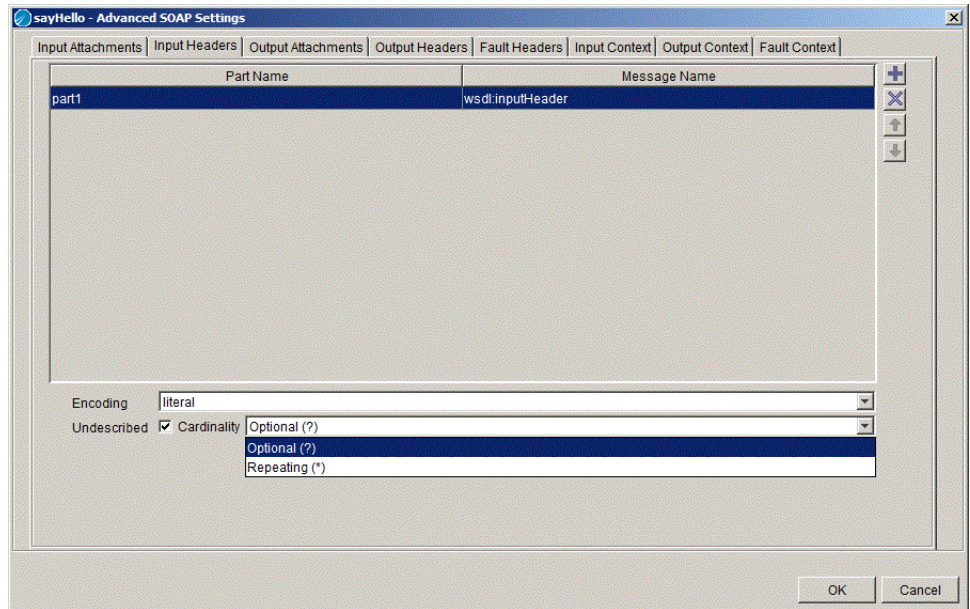 sayHello - Advanced SOAP Settings
Input Attachments Input Headers Output Attachments Output Headers Fault Headers Input Context Output Context Fault Context
Part Name Message Name
part1 wsdl:inputHeader
Encoding literal
Undescribed Cardinality Optional (?)
Optional (?)
Repeating (*)
OK Cancel